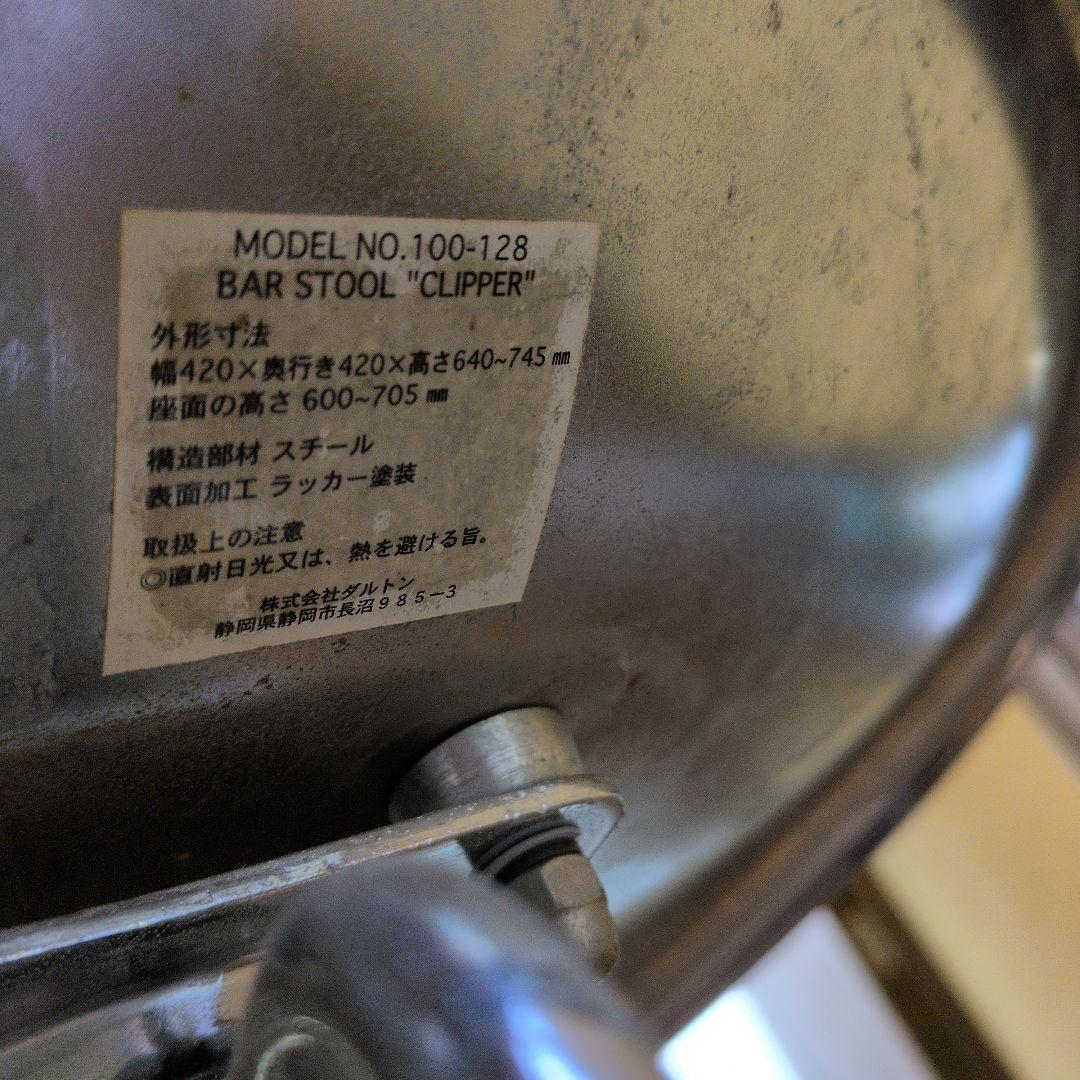 MODEL NO.100-128
BAR STOOL "CLIPPER"
外形寸法
幅420×奥行き420×高さ640~745㎜
座面の高さ 600~705㎜
構造部材 スチール
表面加工 ラッカー塗装
取扱上の注意
◎直射日光又は、熱を避ける旨。
株式会社ダルトン
静岡県静岡市長沼985－3